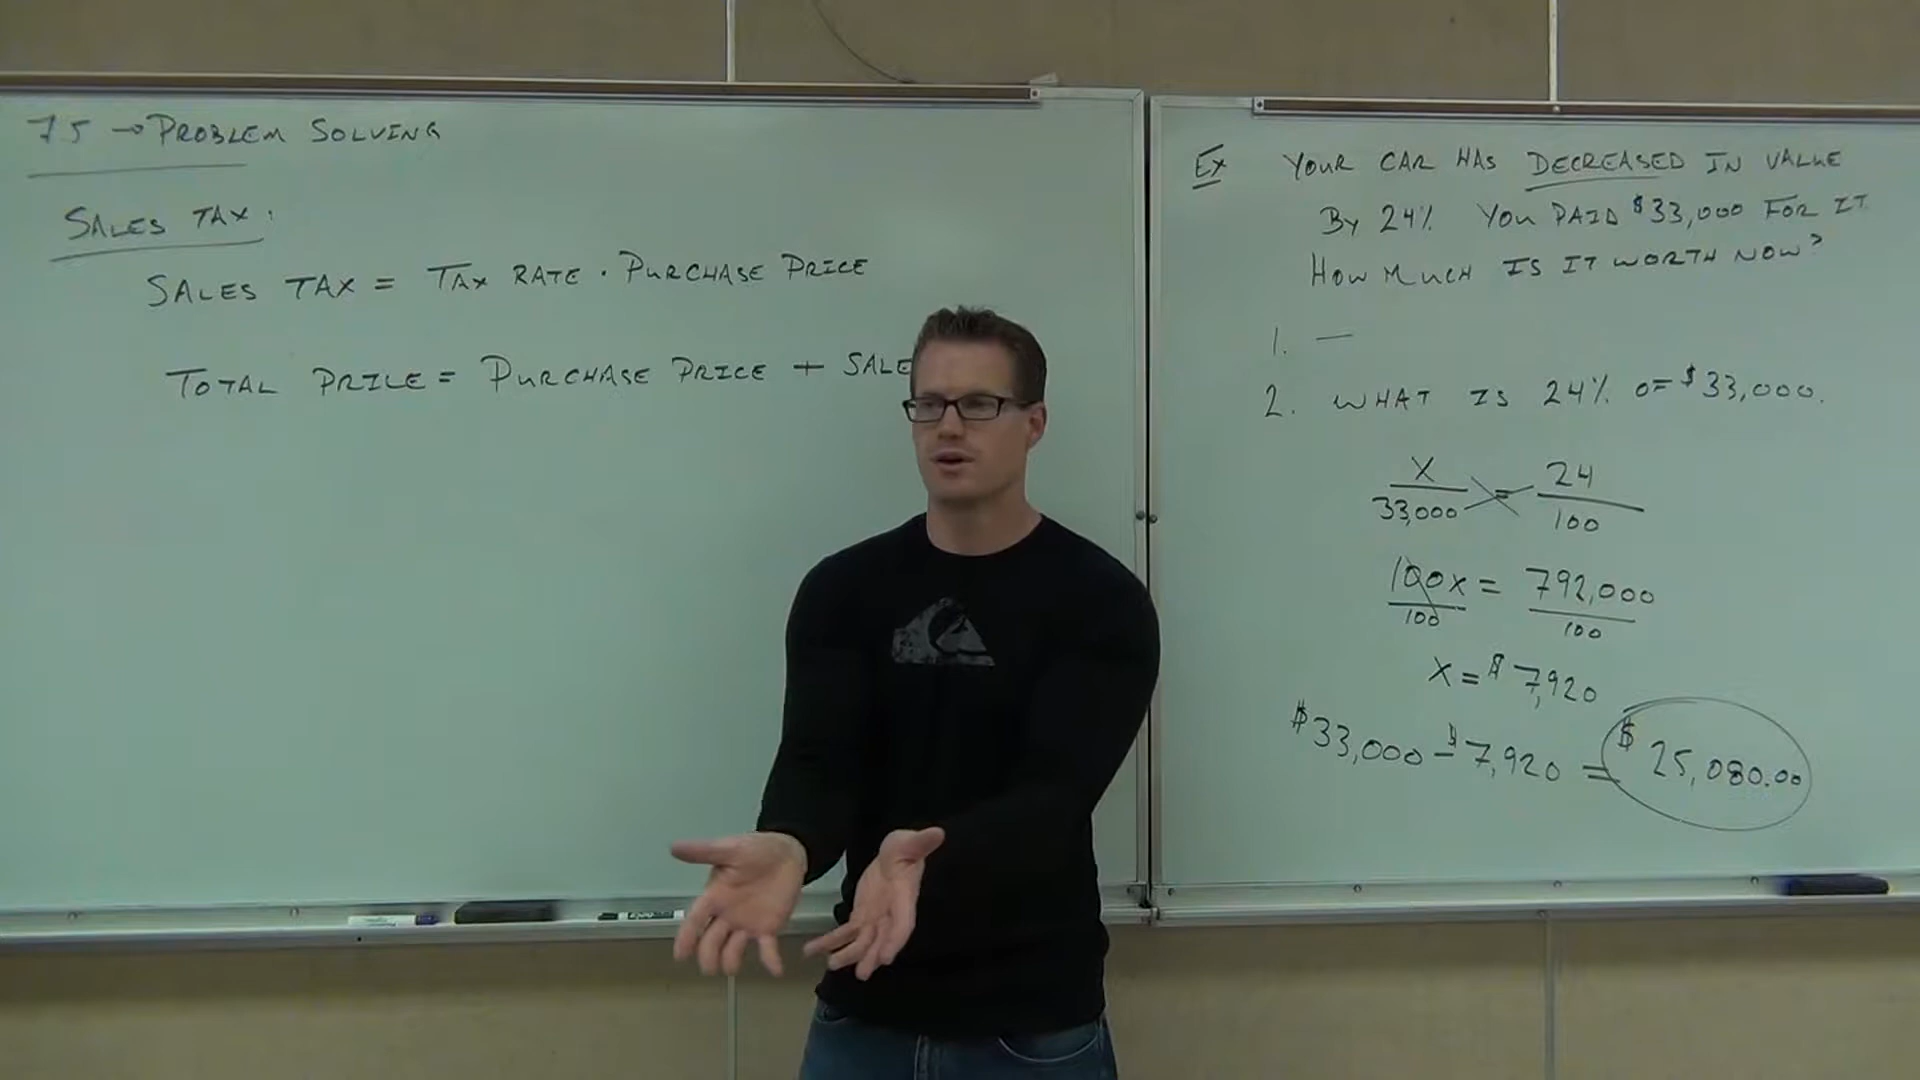 7.5 → PROBLEM SOLVING
SALES TAX:
SALES TAX = TAX RATE · PURCHASE PRICE
TOTAL PRICE = PURCHASE PRICE + SALE
EX YOUR CAR HAS DECREASED IN VALUE
BY 24% YOU PAID $33,000 FOR IT
HOW MUCH IS IT WORTH NOW?
1. —
2. WHAT IS 24% OF $33,000.
X/33,000 = 24/100
100X/100 = 792,000/100
X = $7,920
$33,000 - $7,920 = $25,080.00